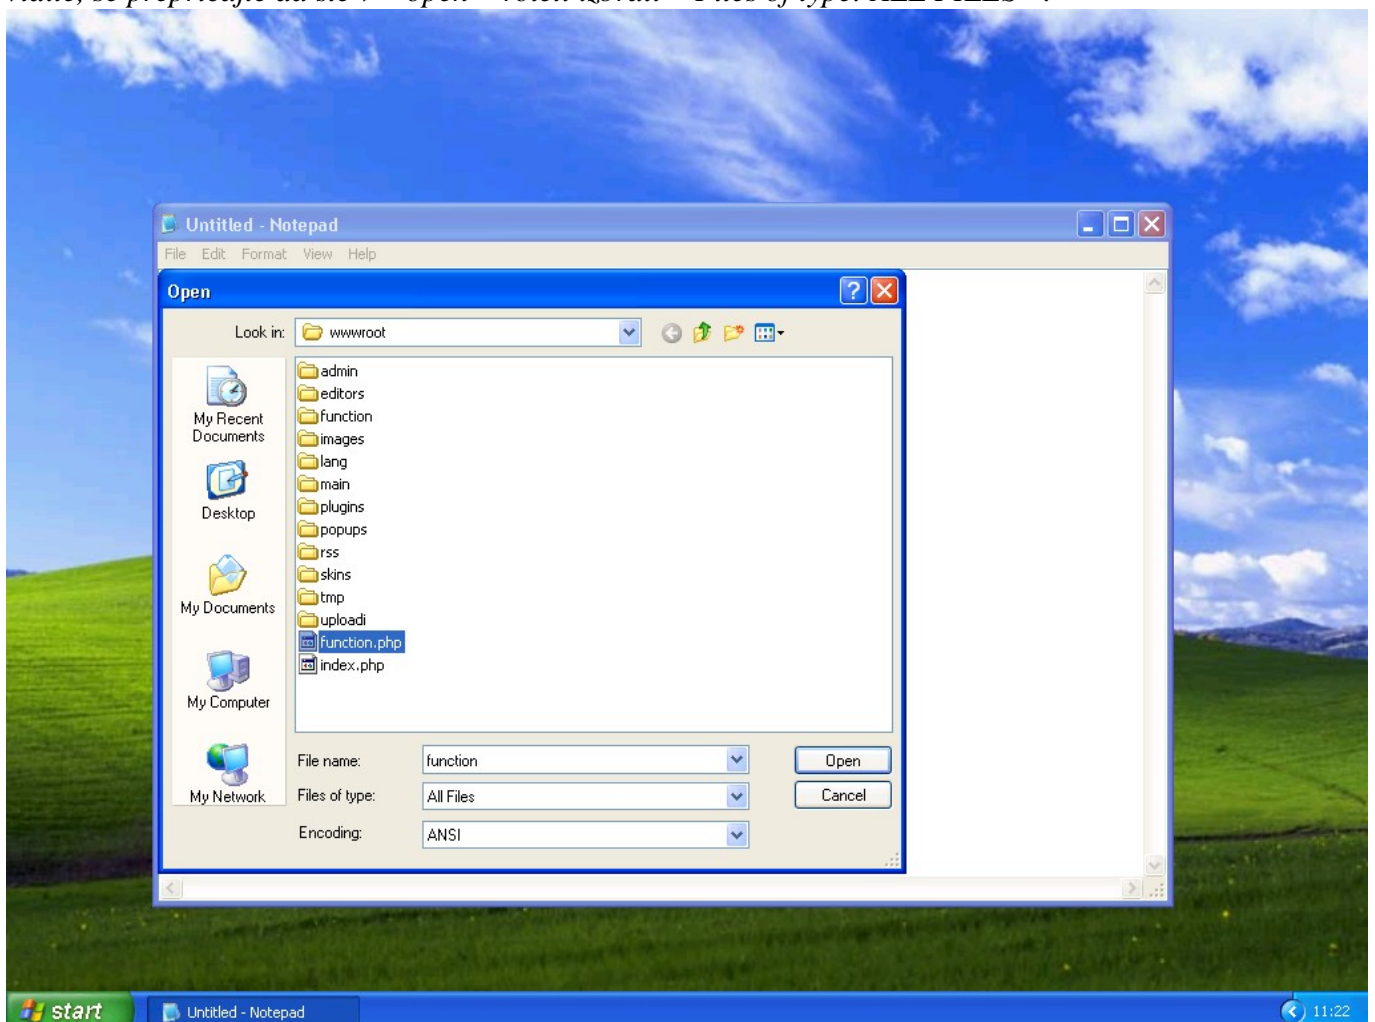 Untitled - Notepad
File Edit Format View Help
Open
Look in: wwwroot
My Recent Documents
Desktop
My Documents
My Computer
My Network
admin
editors
function
images
lang
main
plugins
popups
rss
skins
tmp
uploadi
function.php
index.php
File name: function
Open
Files of type: All Files
Cancel
Encoding: ANSI
start
Untitled - Notepad
11:22